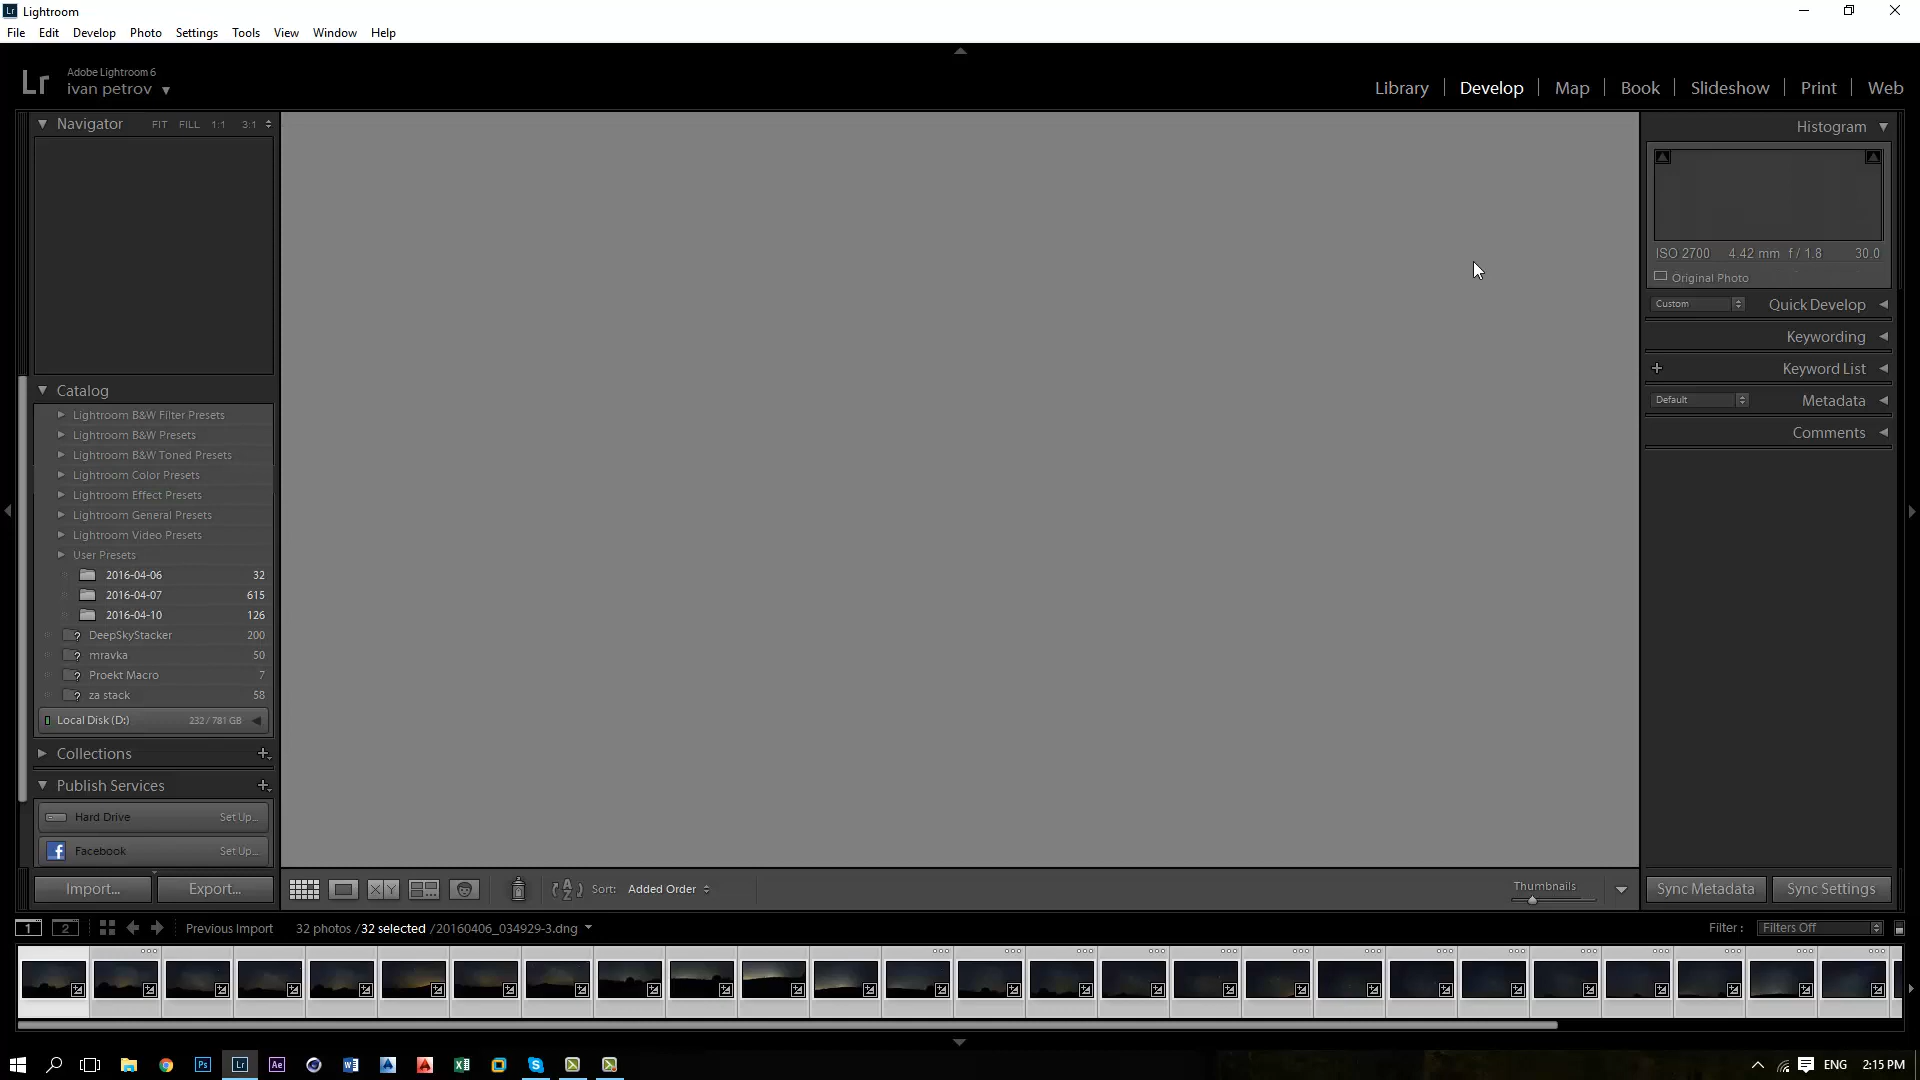 Lr Lightroom
File Edit Develop Photo Settings Tools View Window Help
Lr Adobe Lightroom 6
ivan petrov
Library Develop Map Book Slideshow Print Web
Navigator FIT FILL 1:1 3:1
Histogram
ISO 2700 4.42 mm f / 1.8 30.0
Original Photo
Custom Quick Develop
Keywording
Keyword List
Default Metadata
Comments
Catalog
Lightroom B&W Filter Presets
Lightroom B&W Presets
Lightroom B&W Toned Presets
Lightroom Color Presets
Lightroom Effect Presets
Lightroom General Presets
Lightroom Video Presets
User Presets
2016-04-06 32
2016-04-07 615
2016-04-10 126
? DeepSkyStacker 200
? mravka 50
? Proekt Macro 7
? za stack 58
Local Disk (D:) 232 / 781 GB
Collections
Publish Services
Hard Drive Set Up...
f Facebook Set Up...
Import... Export...
X Y AZ Sort: Added Order
Thumbnails
Sync Metadata Sync Settings
1 2 Previous Import 32 photos /32 selected /20160406_034929-3.dng
Filter : Filters Off
Ps Lr Ae
ENG 2:15 PM